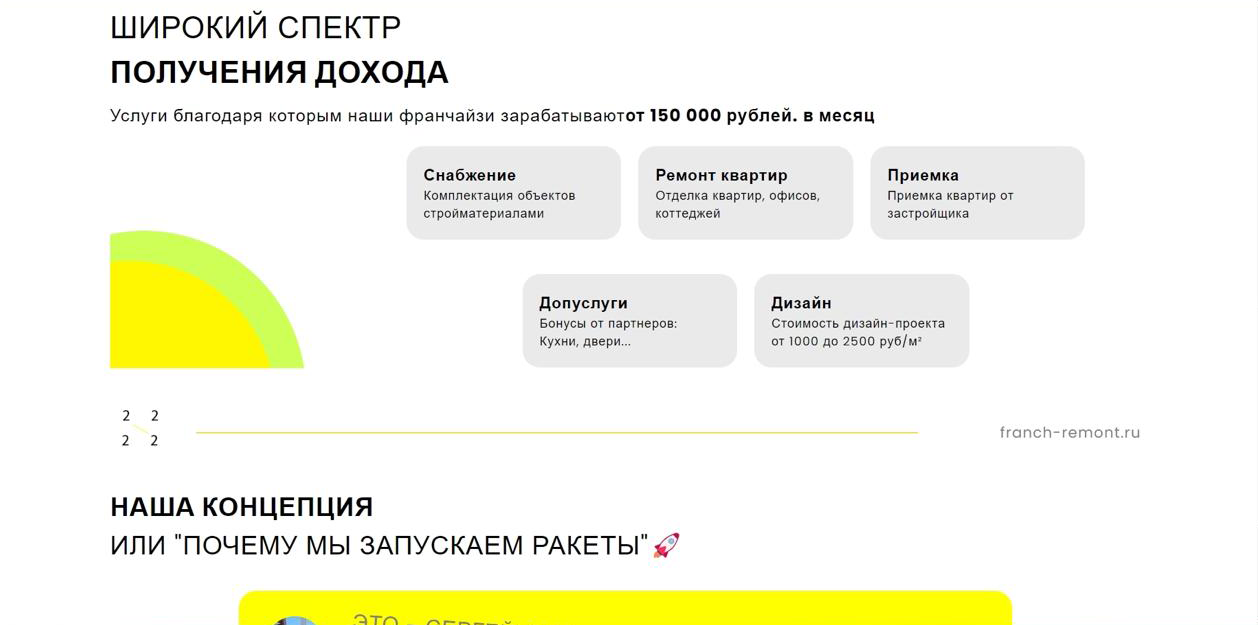 ШИРОКИЙ СПЕКТР
ПОЛУЧЕНИЯ ДОХОДА
Услуги благодаря которым наши франчайзи зарабатываютот 150 000 рублей. в месяц
Снабжение
Комплектация объектов
стройматериалами
Ремонт квартир
Отделка квартир, офисов,
коттеджей
Приемка
Приемка квартир от
застройщика
Допуслуги
Бонусы от партнеров:
Кухни, двери...
Дизайн
Стоимость дизайн-проекта
от 1000 до 2500 руб/м²
2 2
2 2
franch-remont.ru
НАША КОНЦЕПЦИЯ
ИЛИ "ПОЧЕМУ МЫ ЗАПУСКАЕМ РАКЕТЫ"🚀